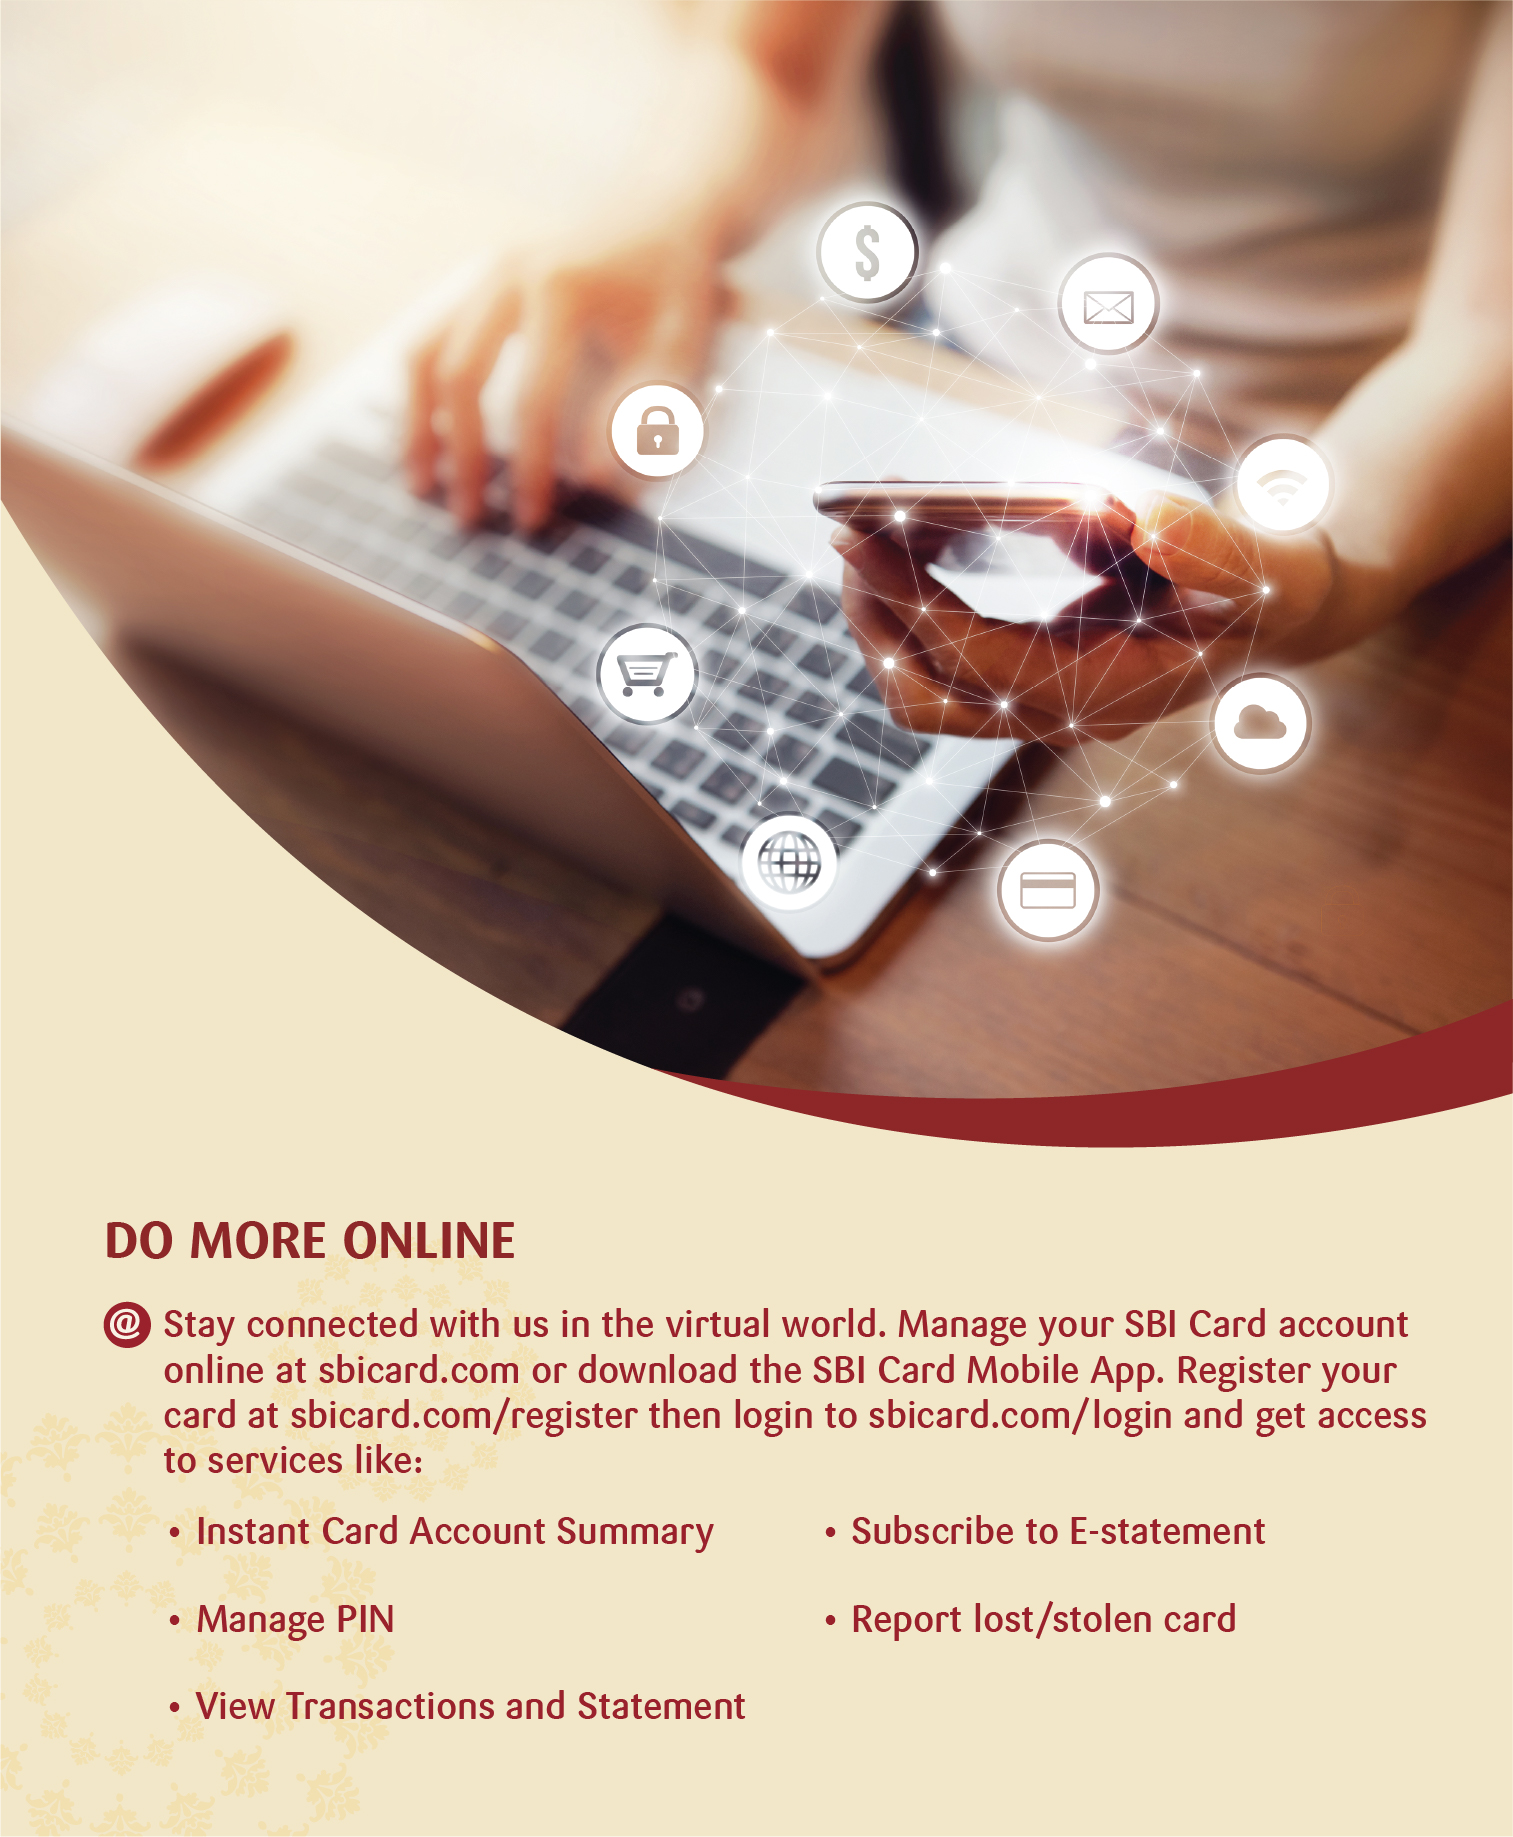 $
DO MORE ONLINE
@ Stay connected with us in the virtual world. Manage your SBI Card account
online at sbicard.com or download the SBI Card Mobile App. Register your
card at sbicard.com/register then login to sbicard.com/login and get access
to services like:
• Instant Card Account Summary
• Manage PIN
• View Transactions and Statement
• Subscribe to E-statement
• Report lost/stolen card